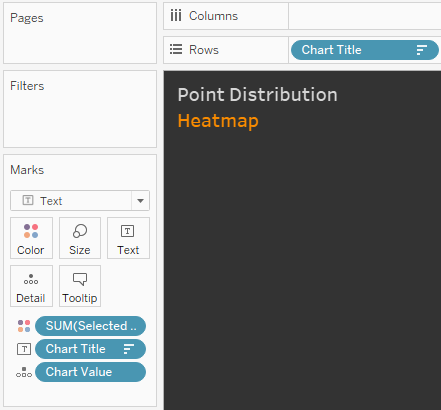 Pages
Columns
Rows
Chart Title
Filters
Point Distribution
Heatmap
Marks
Text
Color
Size
Text
Detail
Tooltip
SUM(Selected ..
Chart Title
Chart Value